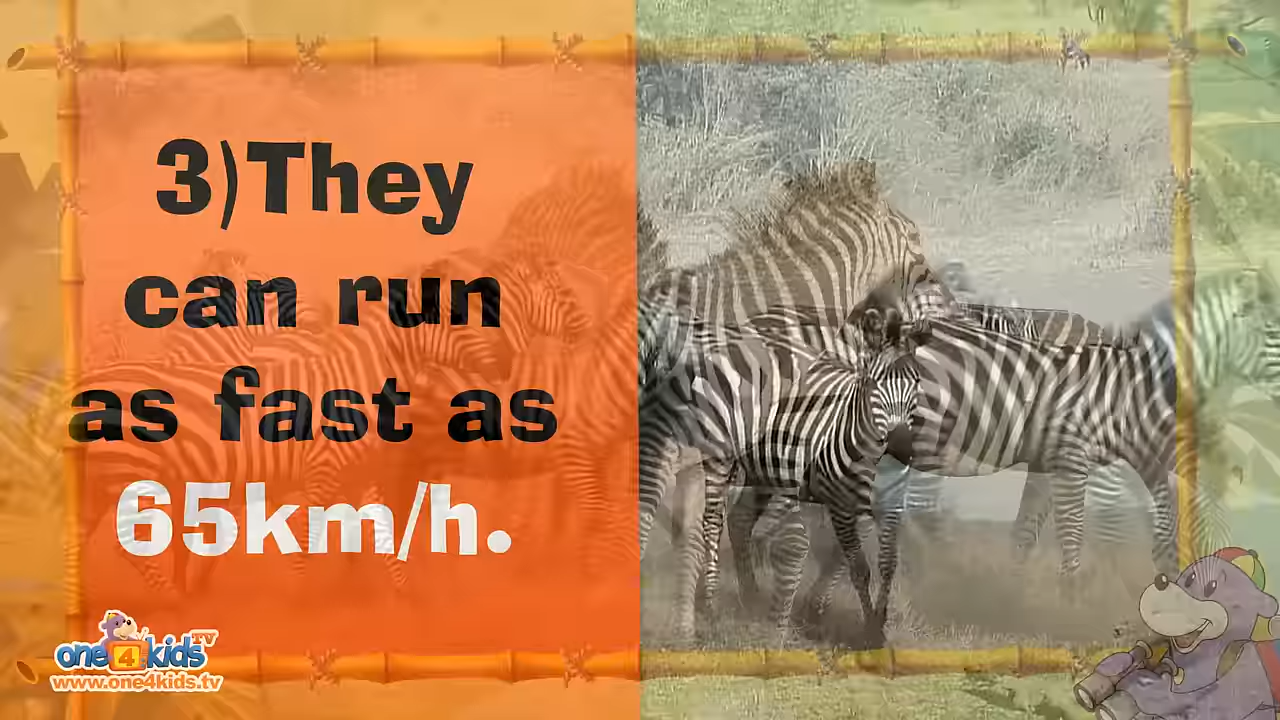 3)They
can run
as fast as
65km/h.
one4kids TV
www.one4kids.tv